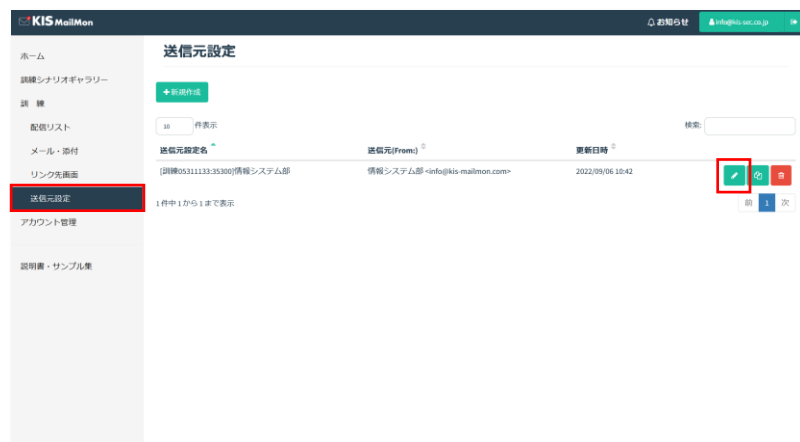 KIS MailMon
お知らせ
info@kis-sec.co.jp
ホーム
訓練シナリオギャラリー
訓 練
配信リスト
メール・添付
リンク先画面
送信元設定
アカウント管理
説明書・サンプル集
送信元設定
+新規作成
10 件表示
検索:
送信元設定名 送信元(From:) 更新日時
[訓練05311133:35300]情報システム部 情報システム部 <info@kis-mailmon.com> 2022/09/06 10:42
1件中1から1まで表示
前 1 次